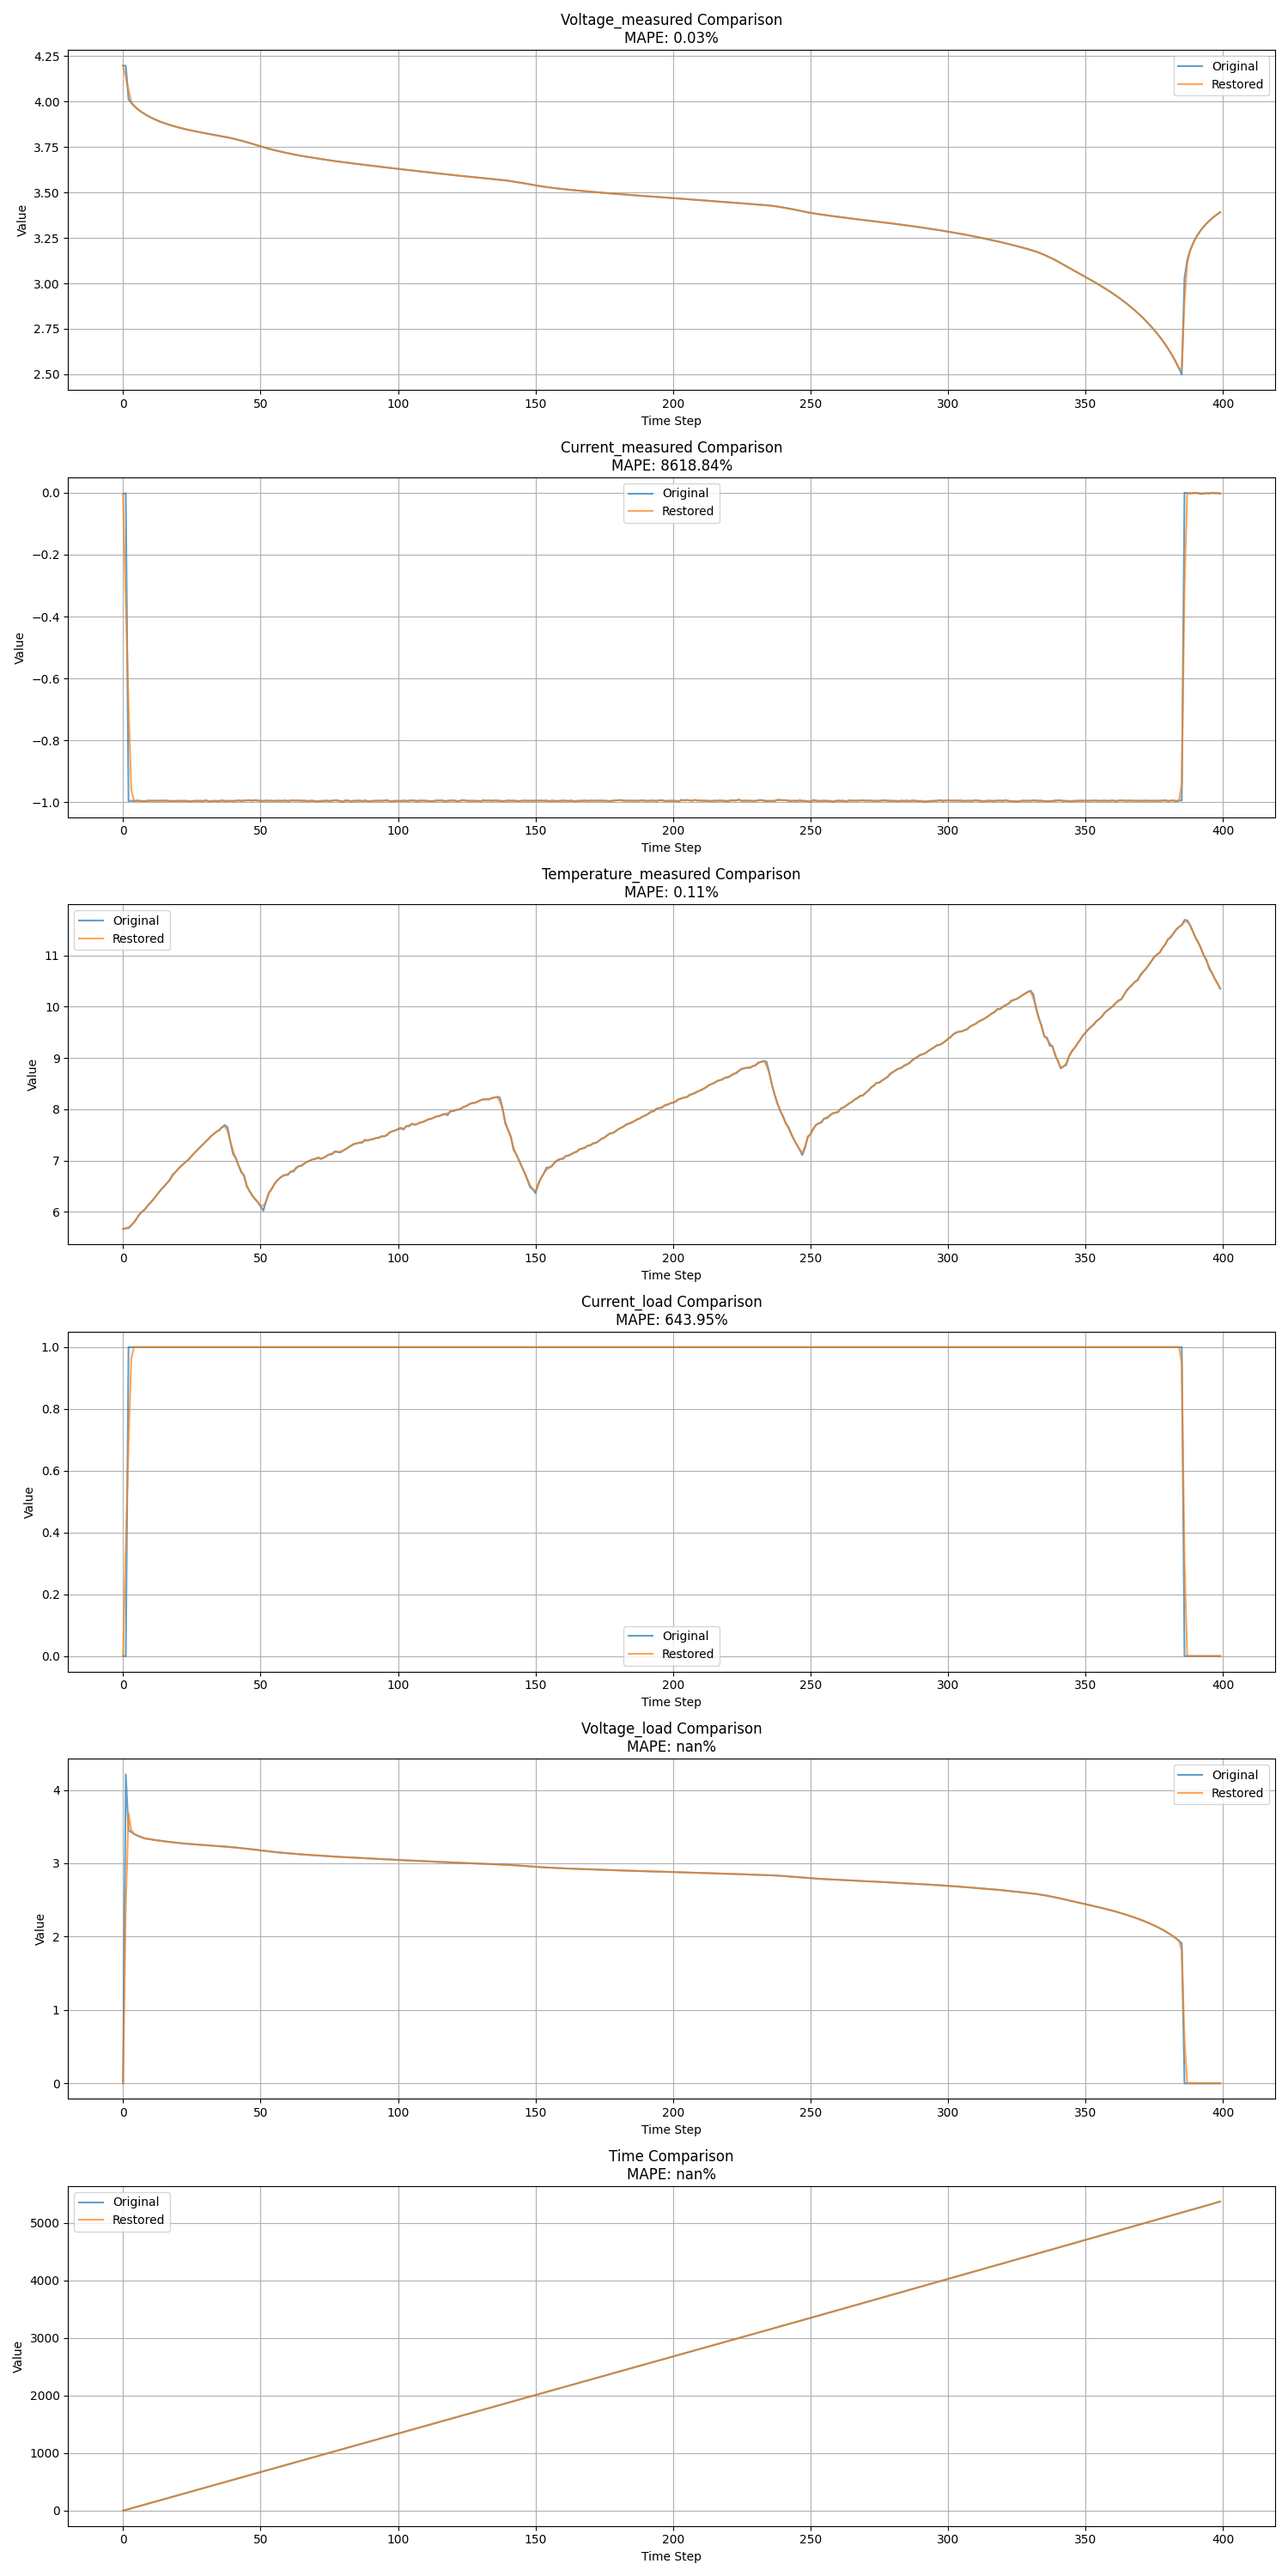 Voltage_measured Comparison
MAPE: 0.03%
4.25
4.00
3.75
3.50
3.25
3.00
2.75
2.50
Value
Original
Restored
0 50 100 150 200 250 300 350 400
Time Step
Current_measured Comparison
MAPE: 8618.84%
0.0
−0.2
−0.4
−0.6
−0.8
−1.0
Value
Original
Restored
0 50 100 150 200 250 300 350 400
Time Step
Temperature_measured Comparison
MAPE: 0.11%
11
10
9
8
7
6
Value
Original
Restored
0 50 100 150 200 250 300 350 400
Time Step
Current_load Comparison
MAPE: 643.95%
1.0
0.8
0.6
0.4
0.2
0.0
Value
Original
Restored
0 50 100 150 200 250 300 350 400
Time Step
Voltage_load Comparison
MAPE: nan%
4
3
2
1
0
Value
Original
Restored
0 50 100 150 200 250 300 350 400
Time Step
Time Comparison
MAPE: nan%
5000
4000
3000
2000
1000
0
Value
Original
Restored
0 50 100 150 200 250 300 350 400
Time Step